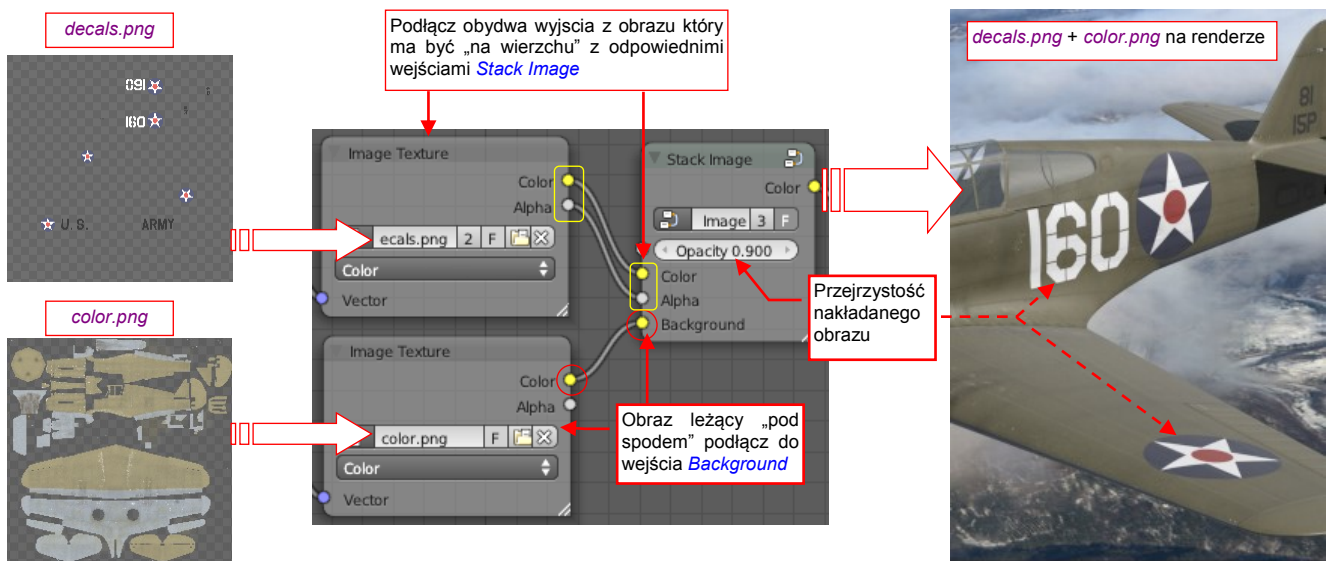 decals.png
Podłącz obydwa wyjscia z obrazu który
ma być „na wierzchu” z odpowiednimi
wejściami Stack Image
decals.png + color.png na renderze
160
160
U. S.
ARMY
Image Texture
Color
Alpha
ecals.png 2 F
Color
Vector
Stack Image
Color
Image 3 F
Opacity 0.900
Color
Alpha
Background
Przejrzystość
nakładanego
obrazu
81
15P
160
color.png
Image Texture
Color
Alpha
color.png F
Color
Vector
Obraz leżący „pod
spodem” podłącz do
wejścia Background